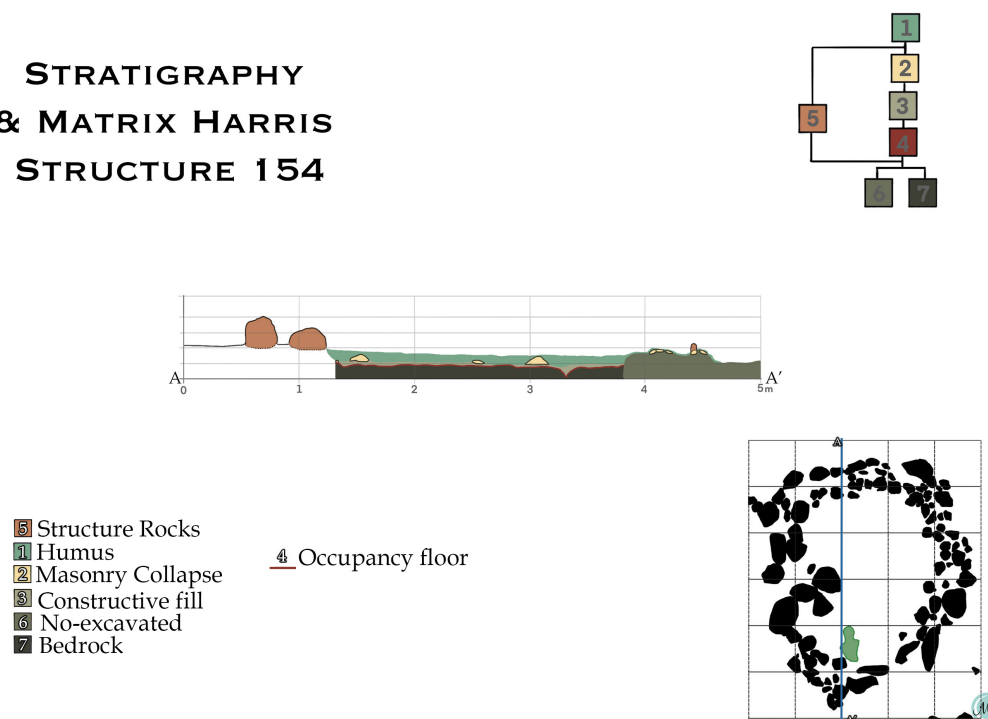 STRATIGRAPHY
& MATRIX HARRIS
STRUCTURE 154
1
2
3
5
4
6
7
A
A′
0
1
2
3
4
5m
A
5 Structure Rocks
1 Humus
2 Masonry Collapse
3 Constructive fill
6 No-excavated
7 Bedrock
4 Occupancy floor